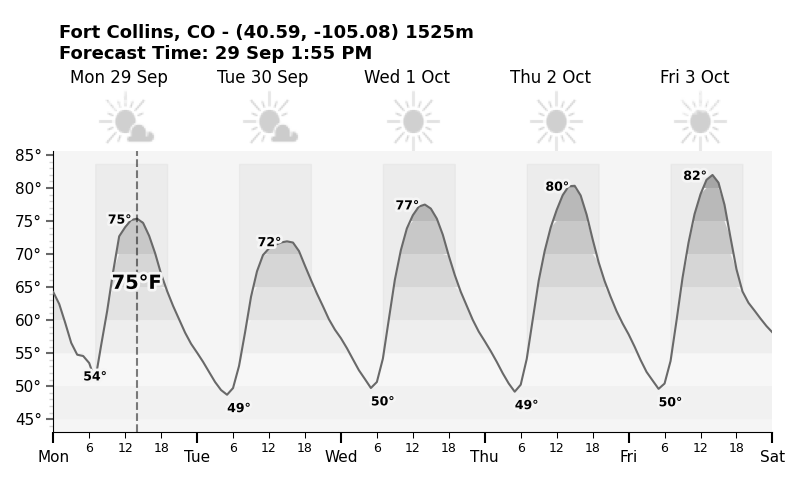 Fort Collins, CO - (40.59, -105.08) 1525m
Forecast Time: 29 Sep 1:55 PM
Mon 29 Sep Tue 30 Sep Wed 1 Oct Thu 2 Oct Fri 3 Oct
85°
80°
75°
70°
65°
60°
55°
50°
45°
75° 72° 77° 80° 82°
75°F
54° 49° 50° 49° 50°
6 12 18 6 12 18 6 12 18 6 12 18 6 12 18
Mon Tue Wed Thu Fri Sat